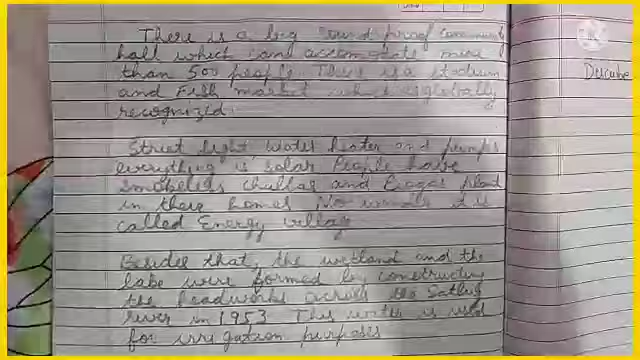 There is a big sound proof community
hall which can accomodate more
than 500 people. There is a stadium
and Fish market which is globally
recognized.
Street light, water heater and pumps
everything is solar People have
smokeless chullas and Biogas plant
in there homes. No wonder it is
called Energy village
Besides that, the wetland and the
lake were formed by constructing
the headworks across the Satluj
river in 1953 This water is used
for irrigation purposes